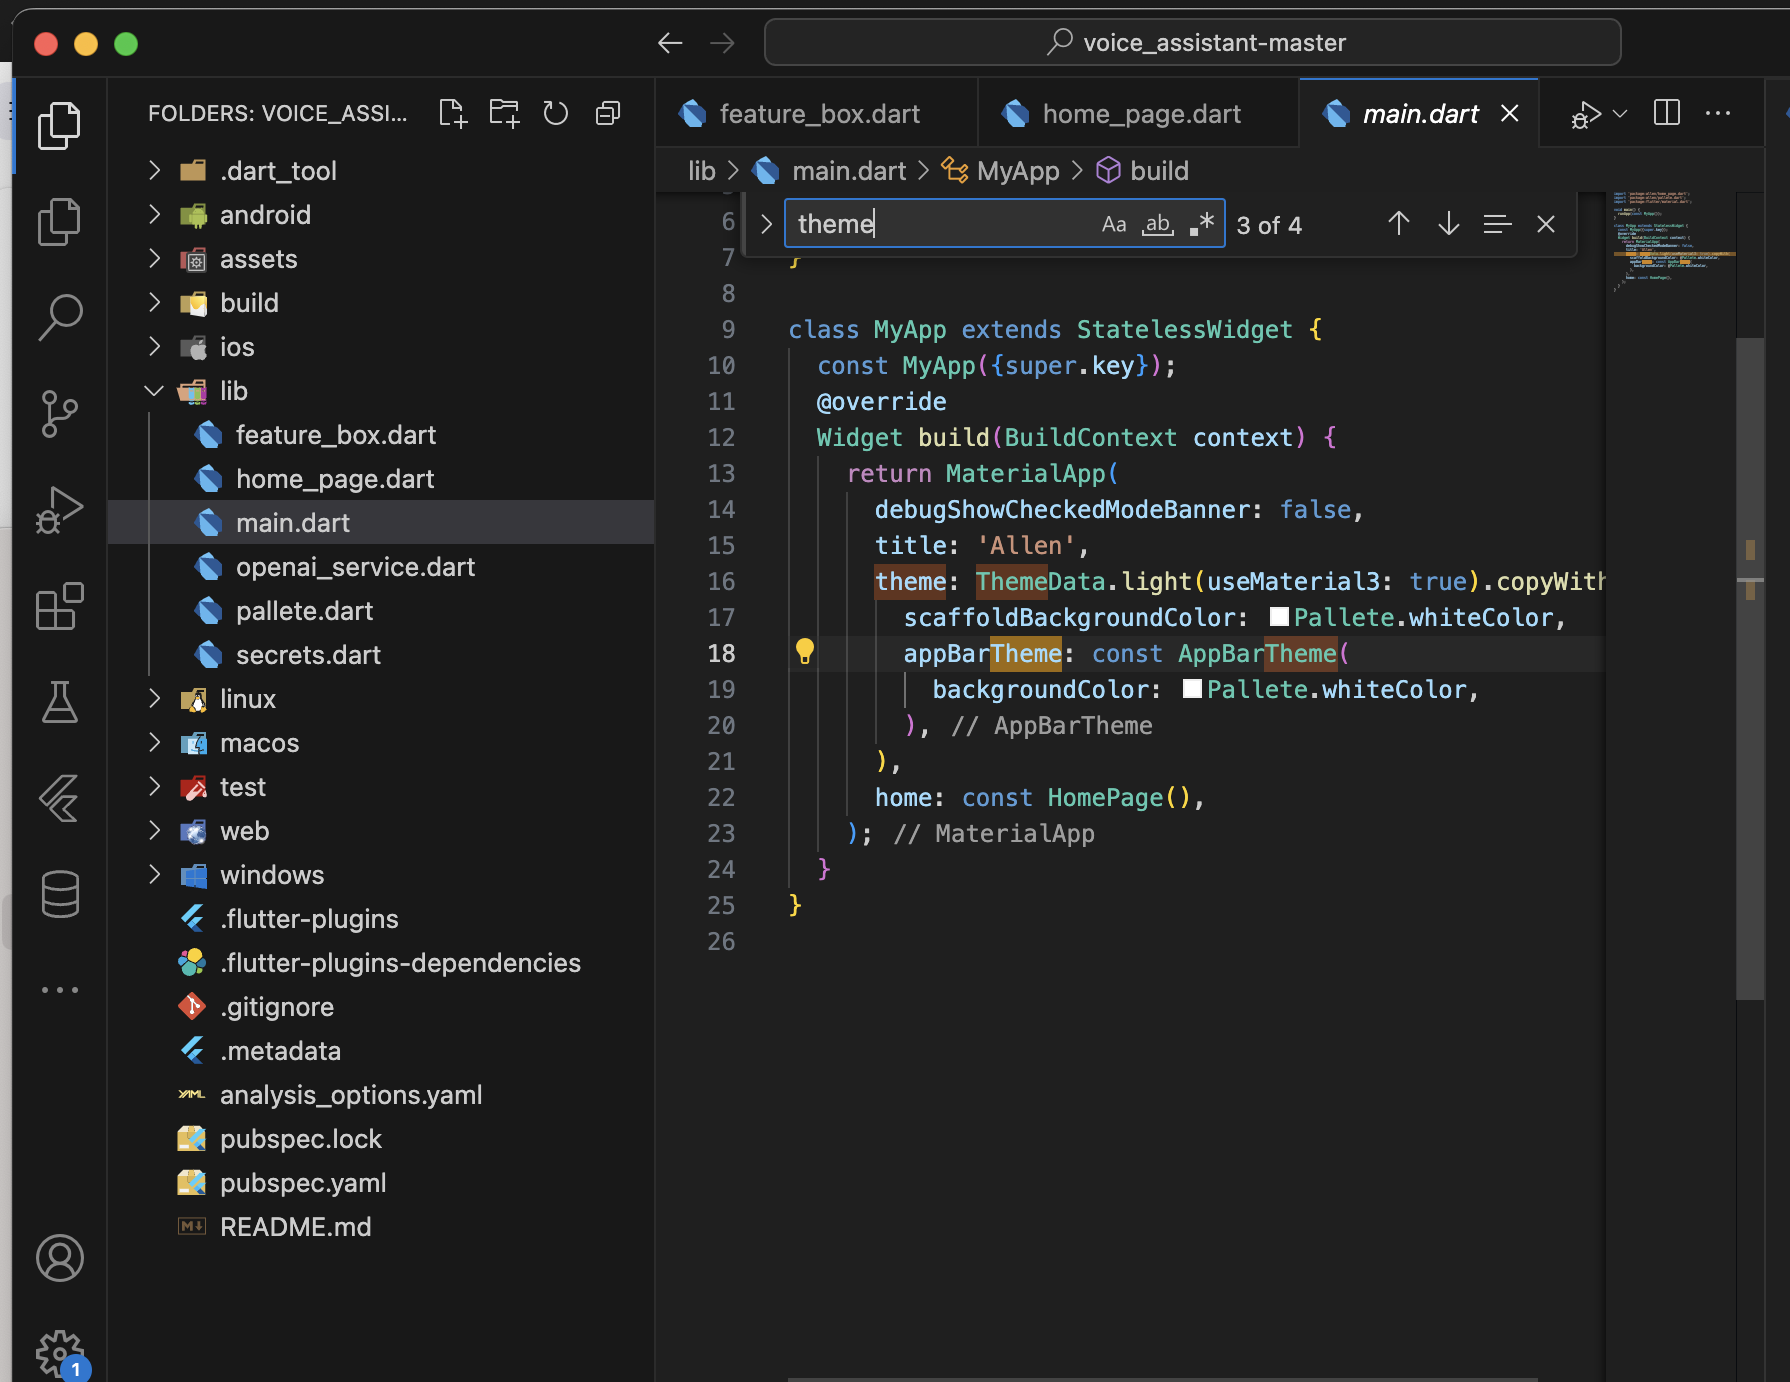 voice_assistant-master
FOLDERS: VOICE_ASSI...
.dart_tool
android
assets
build
ios
lib
feature_box.dart
home_page.dart
main.dart
openai_service.dart
pallete.dart
secrets.dart
linux
macos
test
web
windows
.flutter-plugins
.flutter-plugins-dependencies
.gitignore
.metadata
analysis_options.yaml
pubspec.lock
pubspec.yaml
README.md
1
feature_box.dart
home_page.dart
main.dart
lib > main.dart > MyApp > build
theme Aa ab .* 3 of 4
6
7 }
8
9 class MyApp extends StatelessWidget {
10 const MyApp({super.key});
11 @override
12 Widget build(BuildContext context) {
13 return MaterialApp(
14 debugShowCheckedModeBanner: false,
15 title: 'Allen',
16 theme: ThemeData.light(useMaterial3: true).copyWith
17 scaffoldBackgroundColor: Pallete.whiteColor,
18 appBarTheme: const AppBarTheme(
19 backgroundColor: Pallete.whiteColor,
20 ), // AppBarTheme
21 ),
22 home: const HomePage(),
23 ); // MaterialApp
24 }
25 }
26